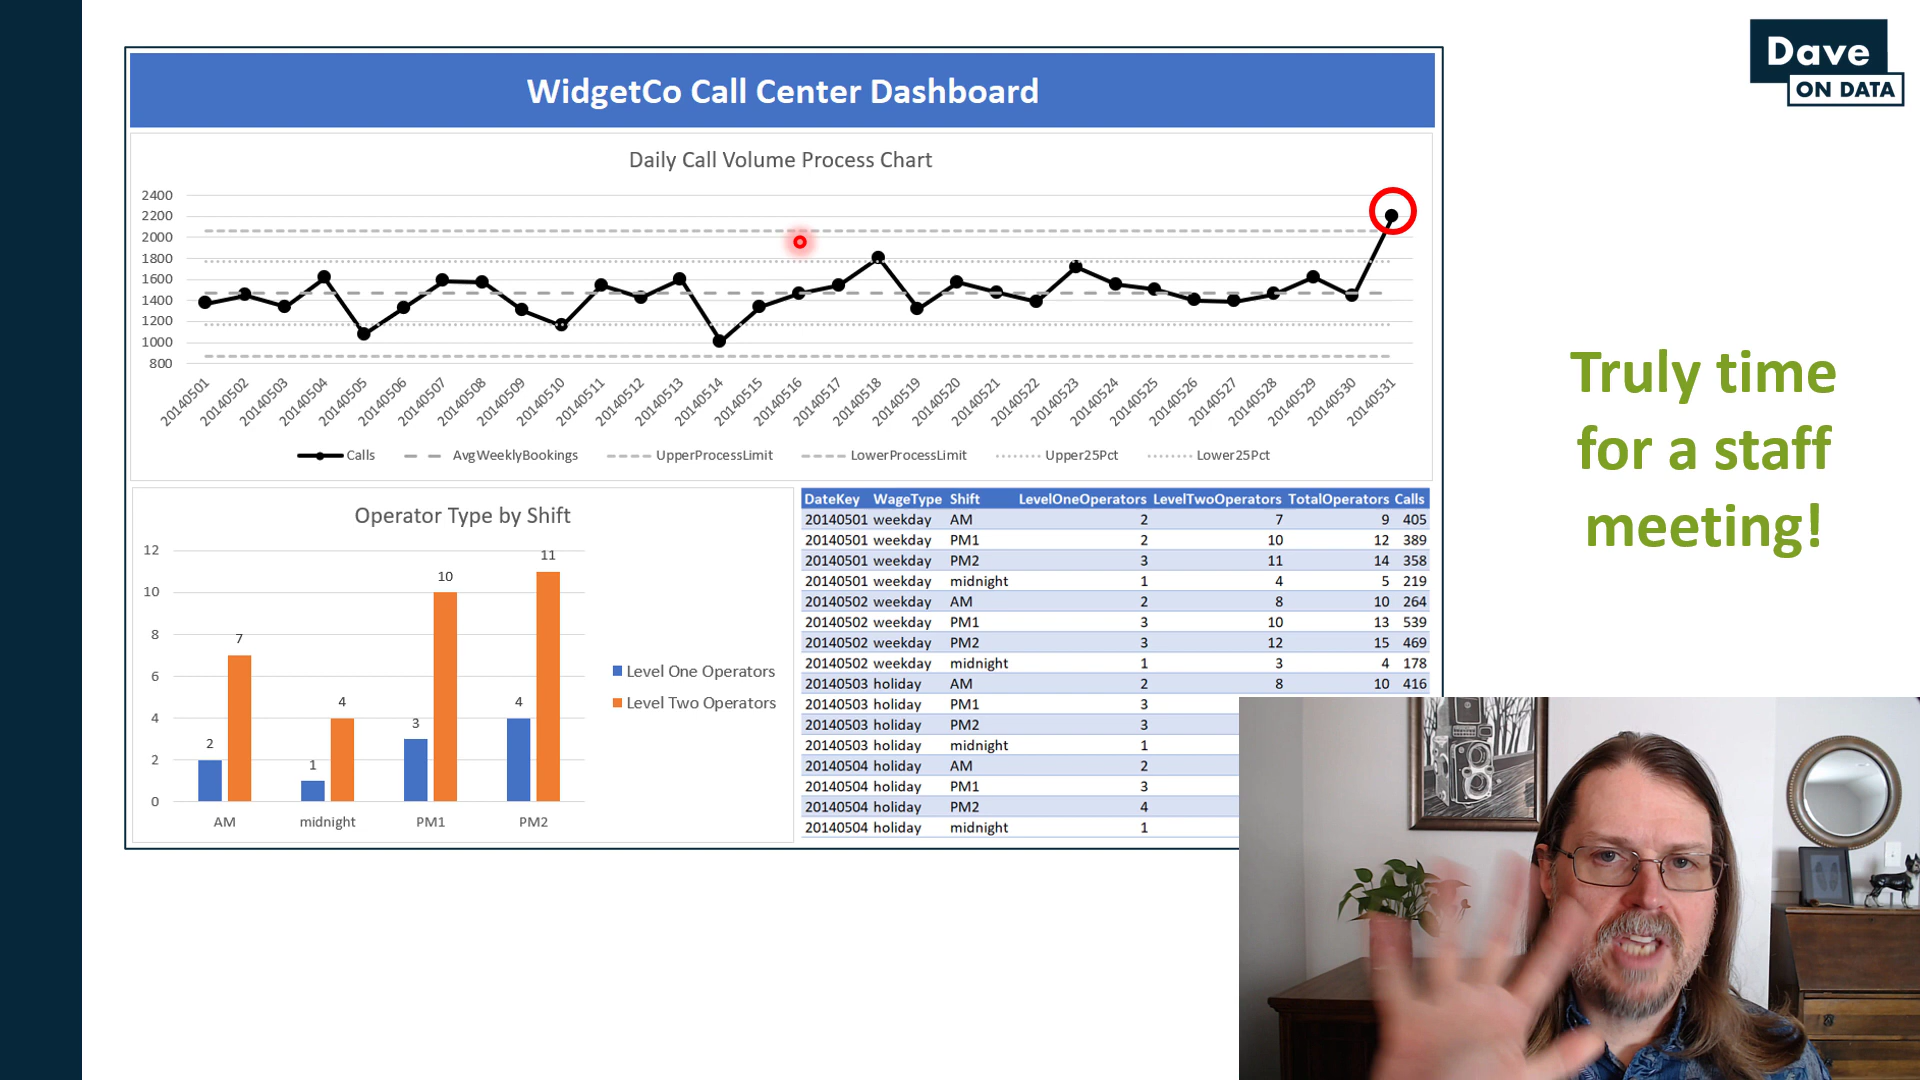 Dave
ON DATA
WidgetCo Call Center Dashboard
Daily Call Volume Process Chart
2400
2200
2000
1800
1600
1400
1200
1000
800
20140501 20140502 20140503 20140504 20140505 20140506 20140507 20140508 20140509 20140510 20140511 20140512 20140513 20140514 20140515 20140516 20140517 20140518 20140519 20140520 20140521 20140522 20140523 20140524 20140525 20140526 20140527 20140528 20140529 20140530 20140531
Calls AvgWeeklyBookings UpperProcessLimit LowerProcessLimit Upper25Pct Lower25Pct
Truly time
for a staff
meeting!
Operator Type by Shift
12
10
8
6
4
2
0
2 7 1 4 3 10 4 11
AM midnight PM1 PM2
Level One Operators
Level Two Operators
DateKey WageType Shift LevelOneOperators LevelTwoOperators TotalOperators Calls
20140501 weekday AM 2 7 9 405
20140501 weekday PM1 2 10 12 389
20140501 weekday PM2 3 11 14 358
20140501 weekday midnight 1 4 5 219
20140502 weekday AM 2 8 10 264
20140502 weekday PM1 3 10 13 539
20140502 weekday PM2 3 12 15 469
20140502 weekday midnight 1 3 4 178
20140503 holiday AM 2 8 10 416
20140503 holiday PM1 3
20140503 holiday PM2 3
20140503 holiday midnight 1
20140504 holiday AM 2
20140504 holiday PM1 3
20140504 holiday PM2 4
20140504 holiday midnight 1